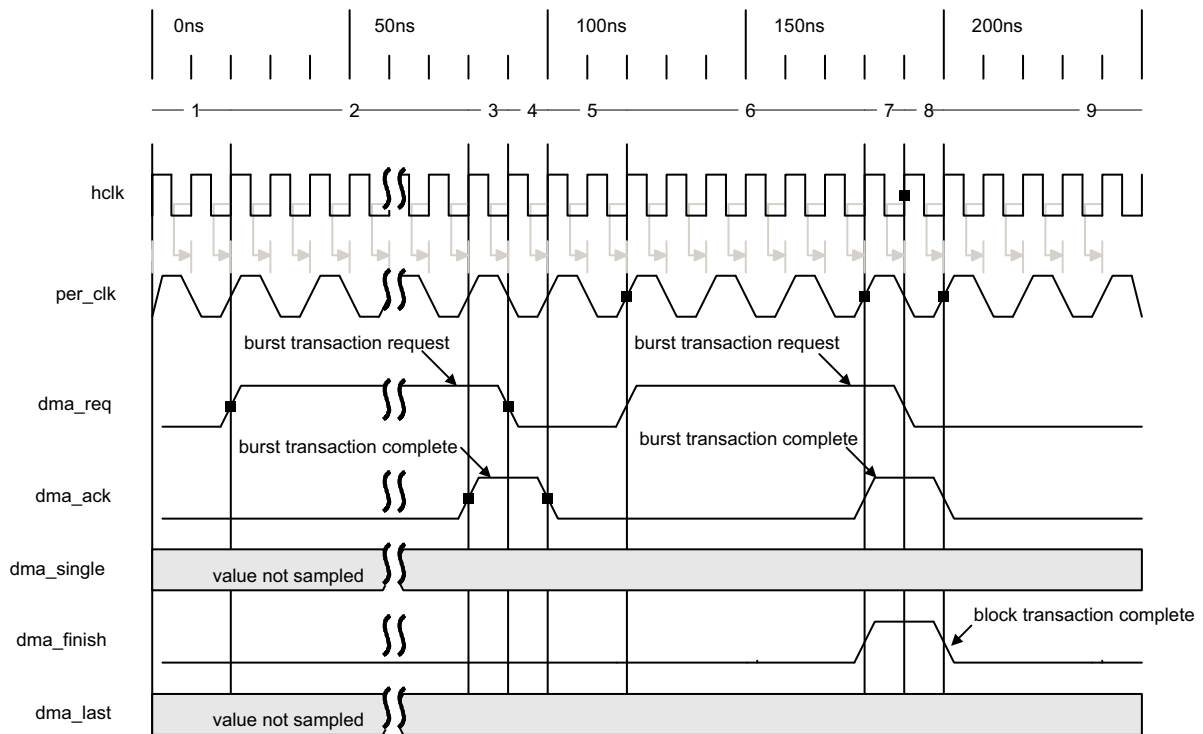 0ns 50ns 100ns 150ns 200ns
1 2 3 4 5 6 7 8 9
hclk
per_clk
burst transaction request burst transaction request
dma_req
burst transaction complete burst transaction complete
dma_ack
dma_single value not sampled
block transaction complete
dma_finish
dma_last value not sampled